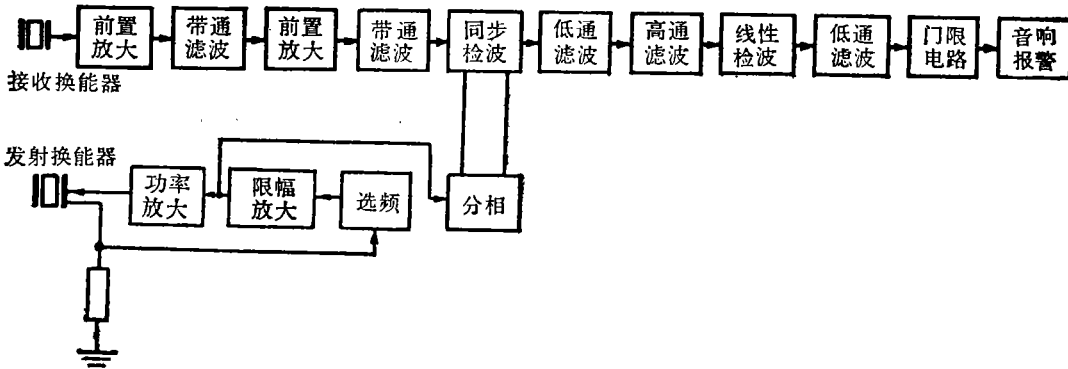 前置
放大
带通
滤波
前置
放大
带通
滤波
同步
检波
低通
滤波
高通
滤波
线性
检波
低通
滤波
门限
电路
音响
报警
接收换能器
发射换能器
功率
放大
限幅
放大
选频
分相